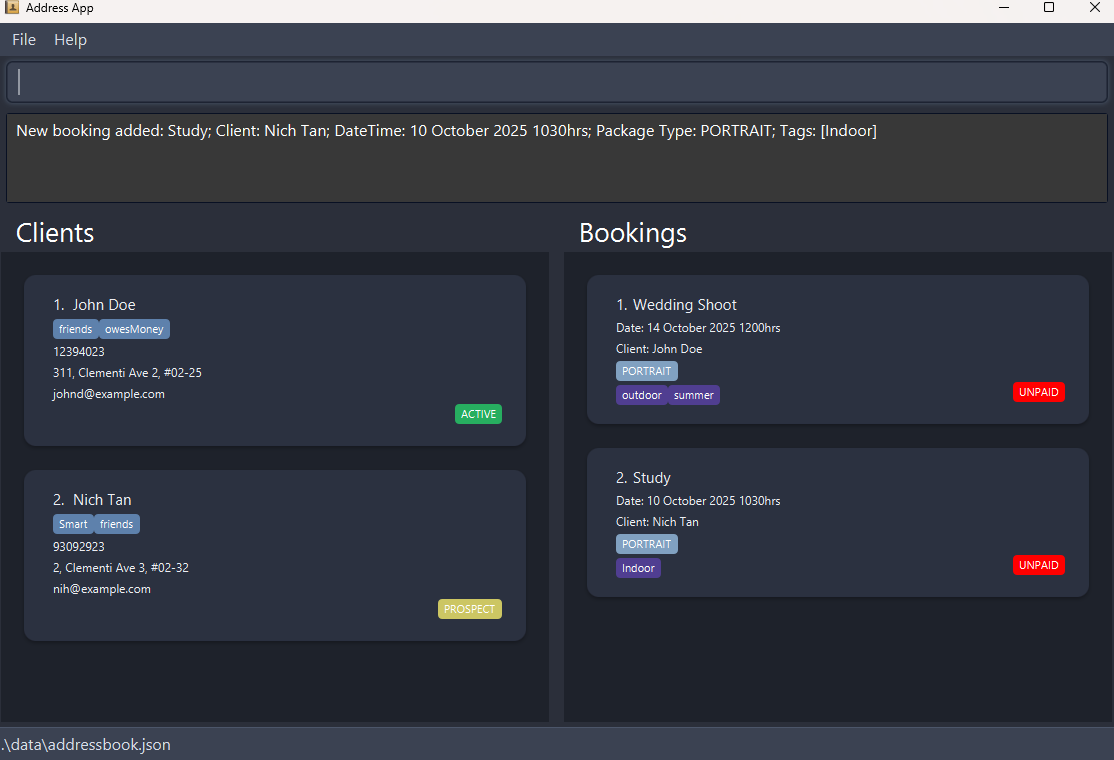 Address App
File Help
New booking added: Study; Client: Nich Tan; DateTime: 10 October 2025 1030hrs; Package Type: PORTRAIT; Tags: [Indoor]
Clients
1. John Doe
friends owesMoney
12394023
311, Clementi Ave 2, #02-25
johnd@example.com
ACTIVE
2. Nich Tan
Smart friends
93092923
2, Clementi Ave 3, #02-32
nih@example.com
PROSPECT
Bookings
1. Wedding Shoot
Date: 14 October 2025 1200hrs
Client: John Doe
PORTRAIT
outdoor summer
UNPAID
2. Study
Date: 10 October 2025 1030hrs
Client: Nich Tan
PORTRAIT
Indoor
UNPAID
.\data\addressbook.json